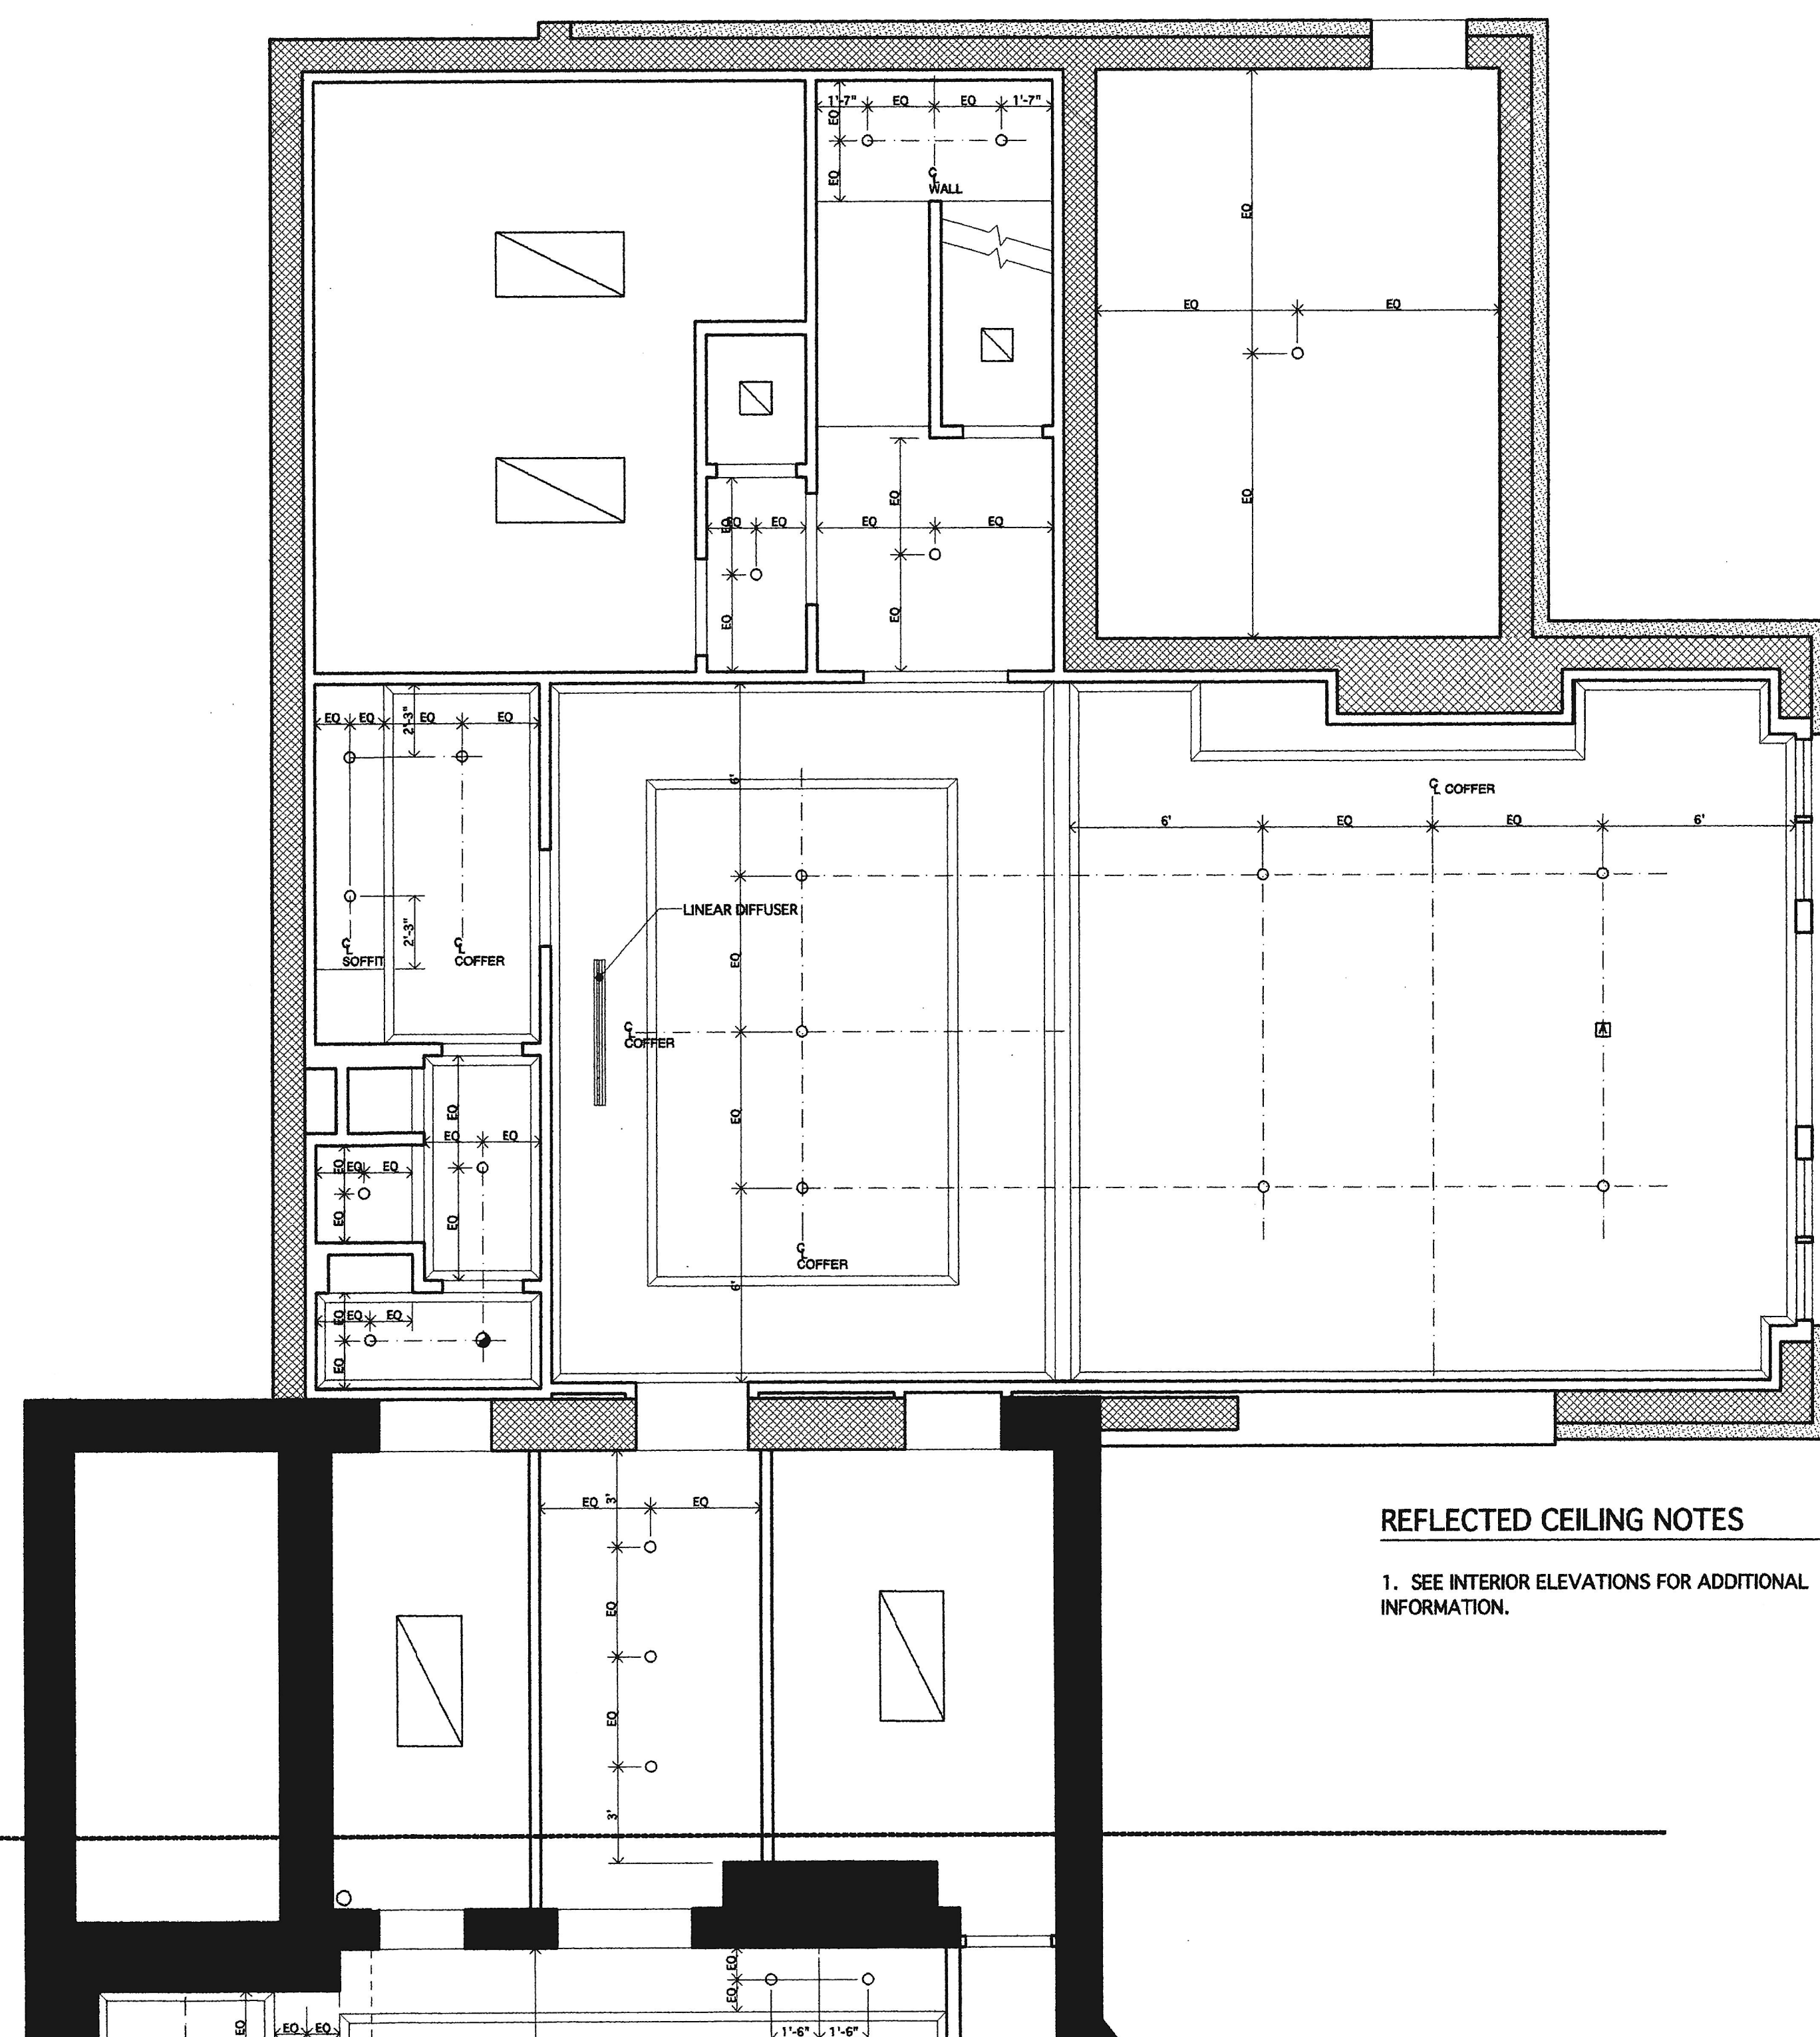 1'-7" EQ EQ 1'-7"
EQ
EQ
℄
WALL
EQ
EQ EQ
EQ
EQ
EQ EQ EQ
EQ EQ
EQ
EQ
EQ EQ EQ EQ
2'-3"
6'
℄ COFFER
6' EQ EQ 6'
LINEAR DIFFUSER
2'-3"
℄
SOFFIT
℄
COFFER
EQ
℄
COFFER
A
EQ
EQ
EQ EQ
EQ EQ EQ
EQ
EQ
℄
COFFER
6'
EQ EQ EQ
EQ
EQ 3' EQ
REFLECTED CEILING NOTES
1. SEE INTERIOR ELEVATIONS FOR ADDITIONAL
INFORMATION.
EQ
EQ
3'
EQ
EQ
EQ
EQ EQ
1'-6" 1'-6"